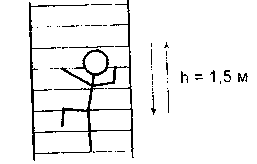 h = 1,5 м